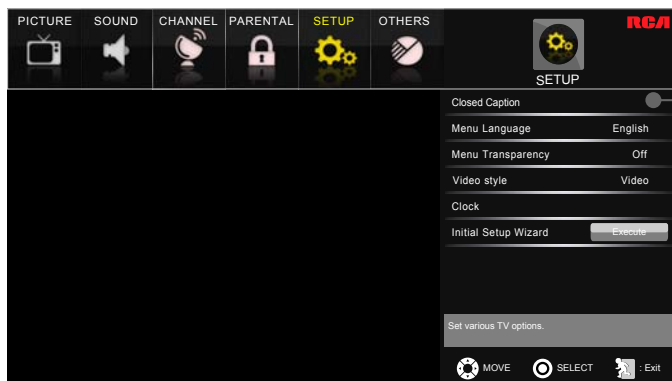 PICTURE SOUND CHANNEL PARENTAL SETUP OTHERS
RCA
SETUP
Closed Caption
Menu Language English
Menu Transparency Off
Video style Video
Clock
Initial Setup Wizard Execute
Set various TV options.
MOVE SELECT : Exit